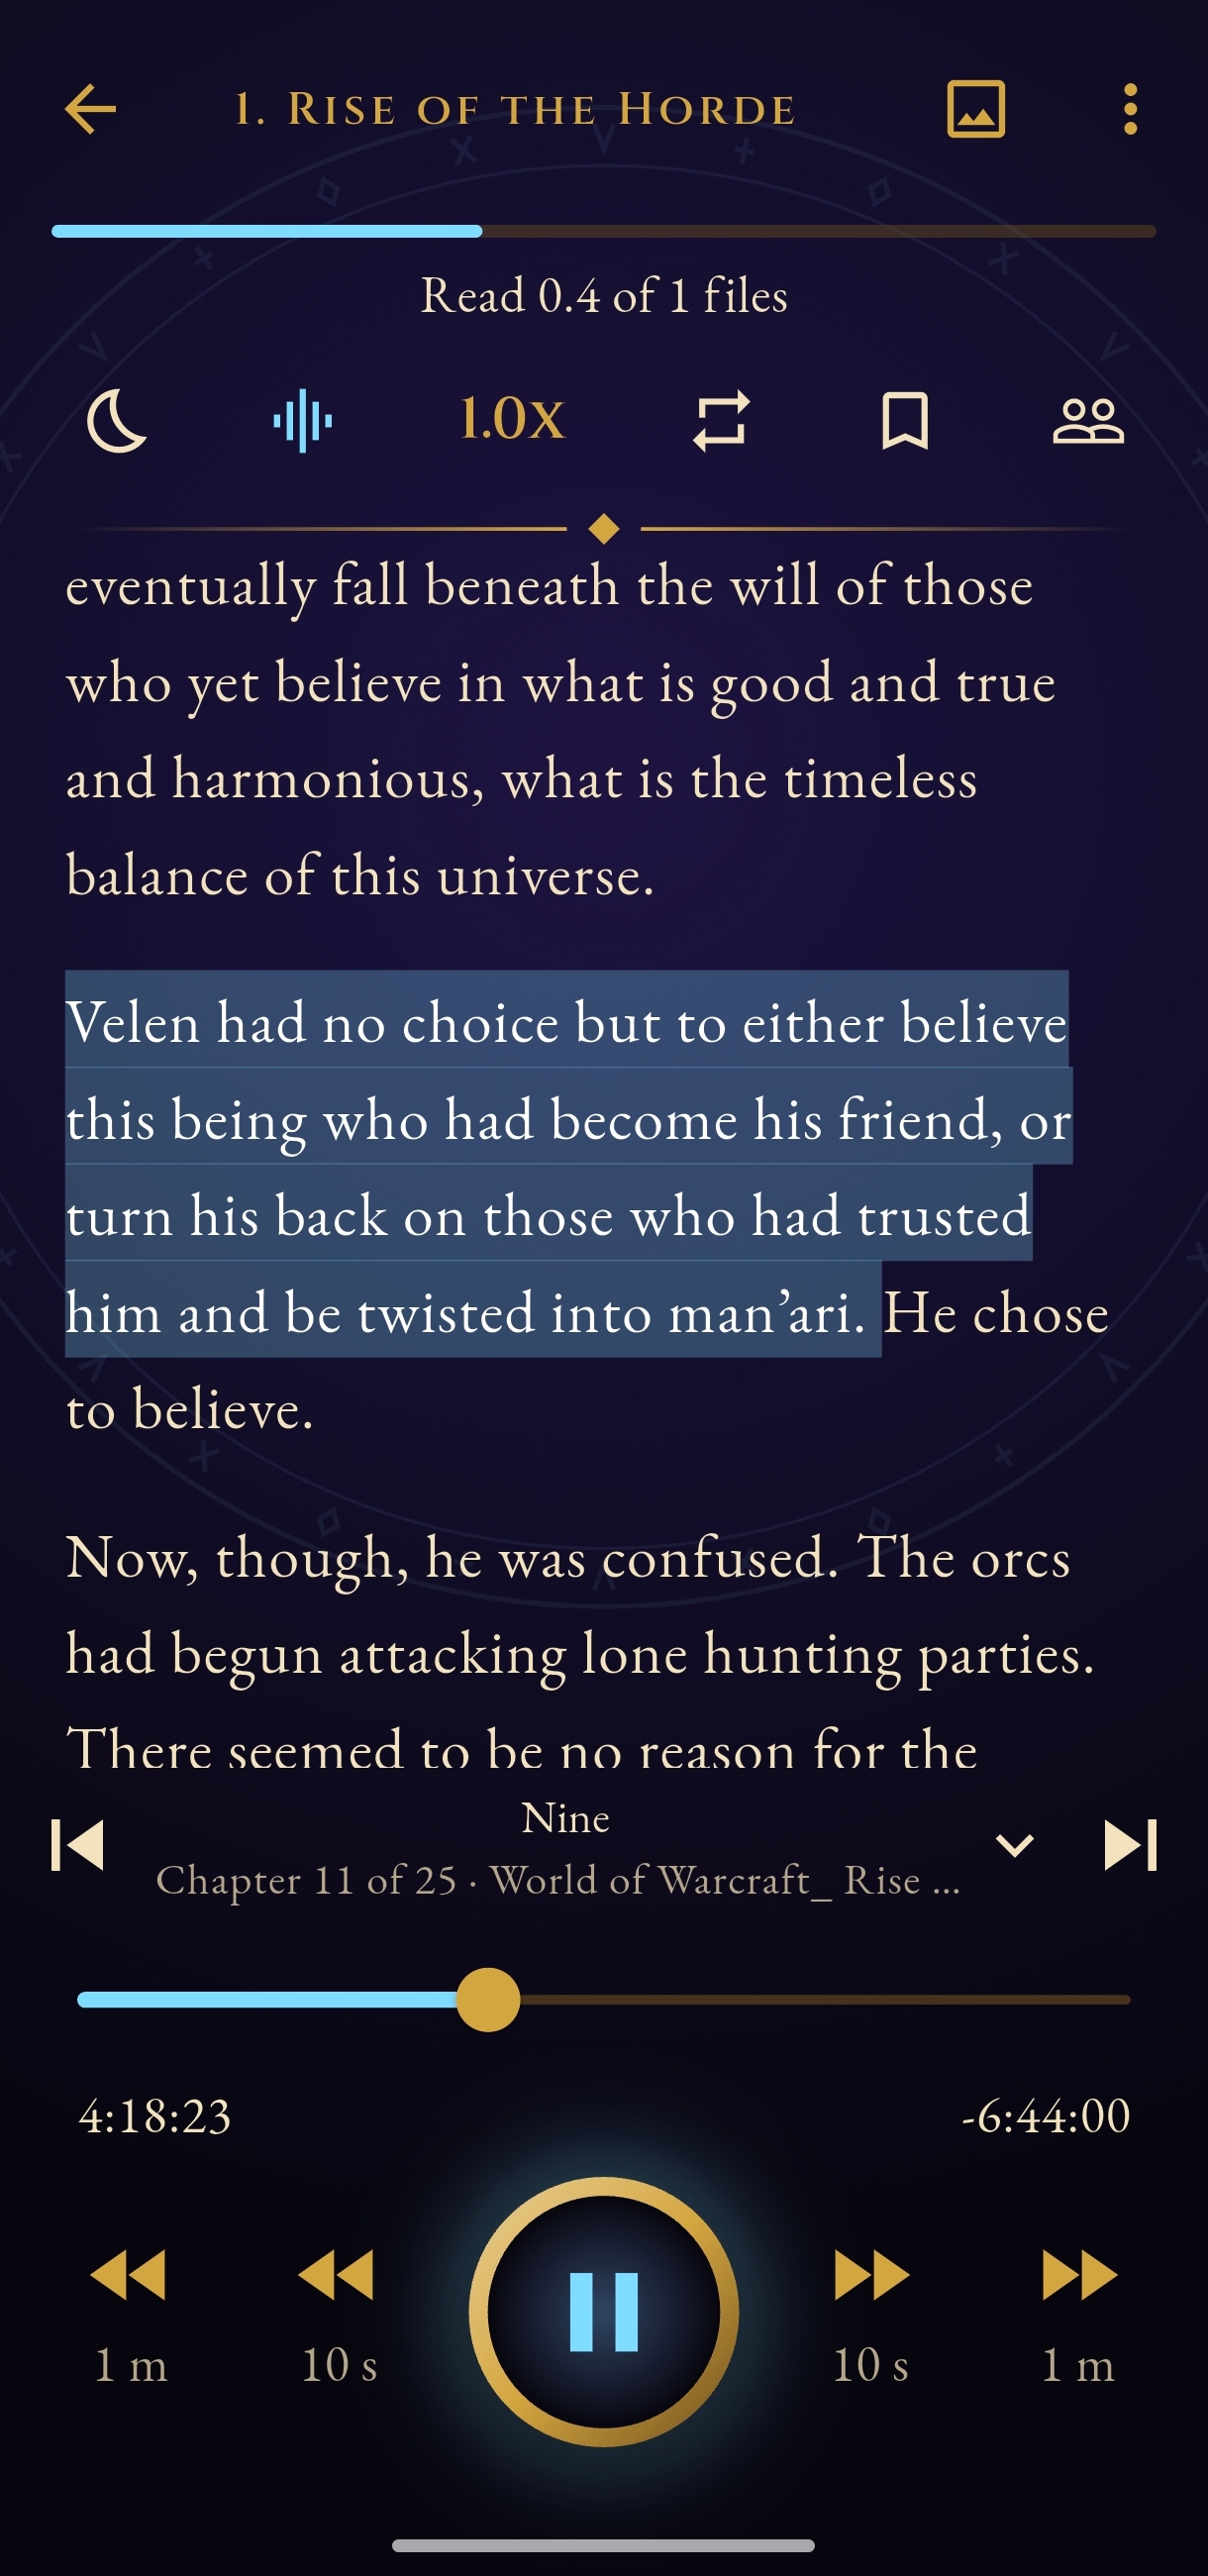 1. Rise of the Horde
Read 0.4 of 1 files
1.0x
eventually fall beneath the will of those
who yet believe in what is good and true
and harmonious, what is the timeless
balance of this universe.
Velen had no choice but to either believe
this being who had become his friend, or
turn his back on those who had trusted
him and be twisted into man’ari. He chose
to believe.
Now, though, he was confused. The orcs
had begun attacking lone hunting parties.
There seemed to be no reason for the
Nine
Chapter 11 of 25 · World of Warcraft_ Rise ...
4:18:23
-6:44:00
1 m
10 s
10 s
1 m